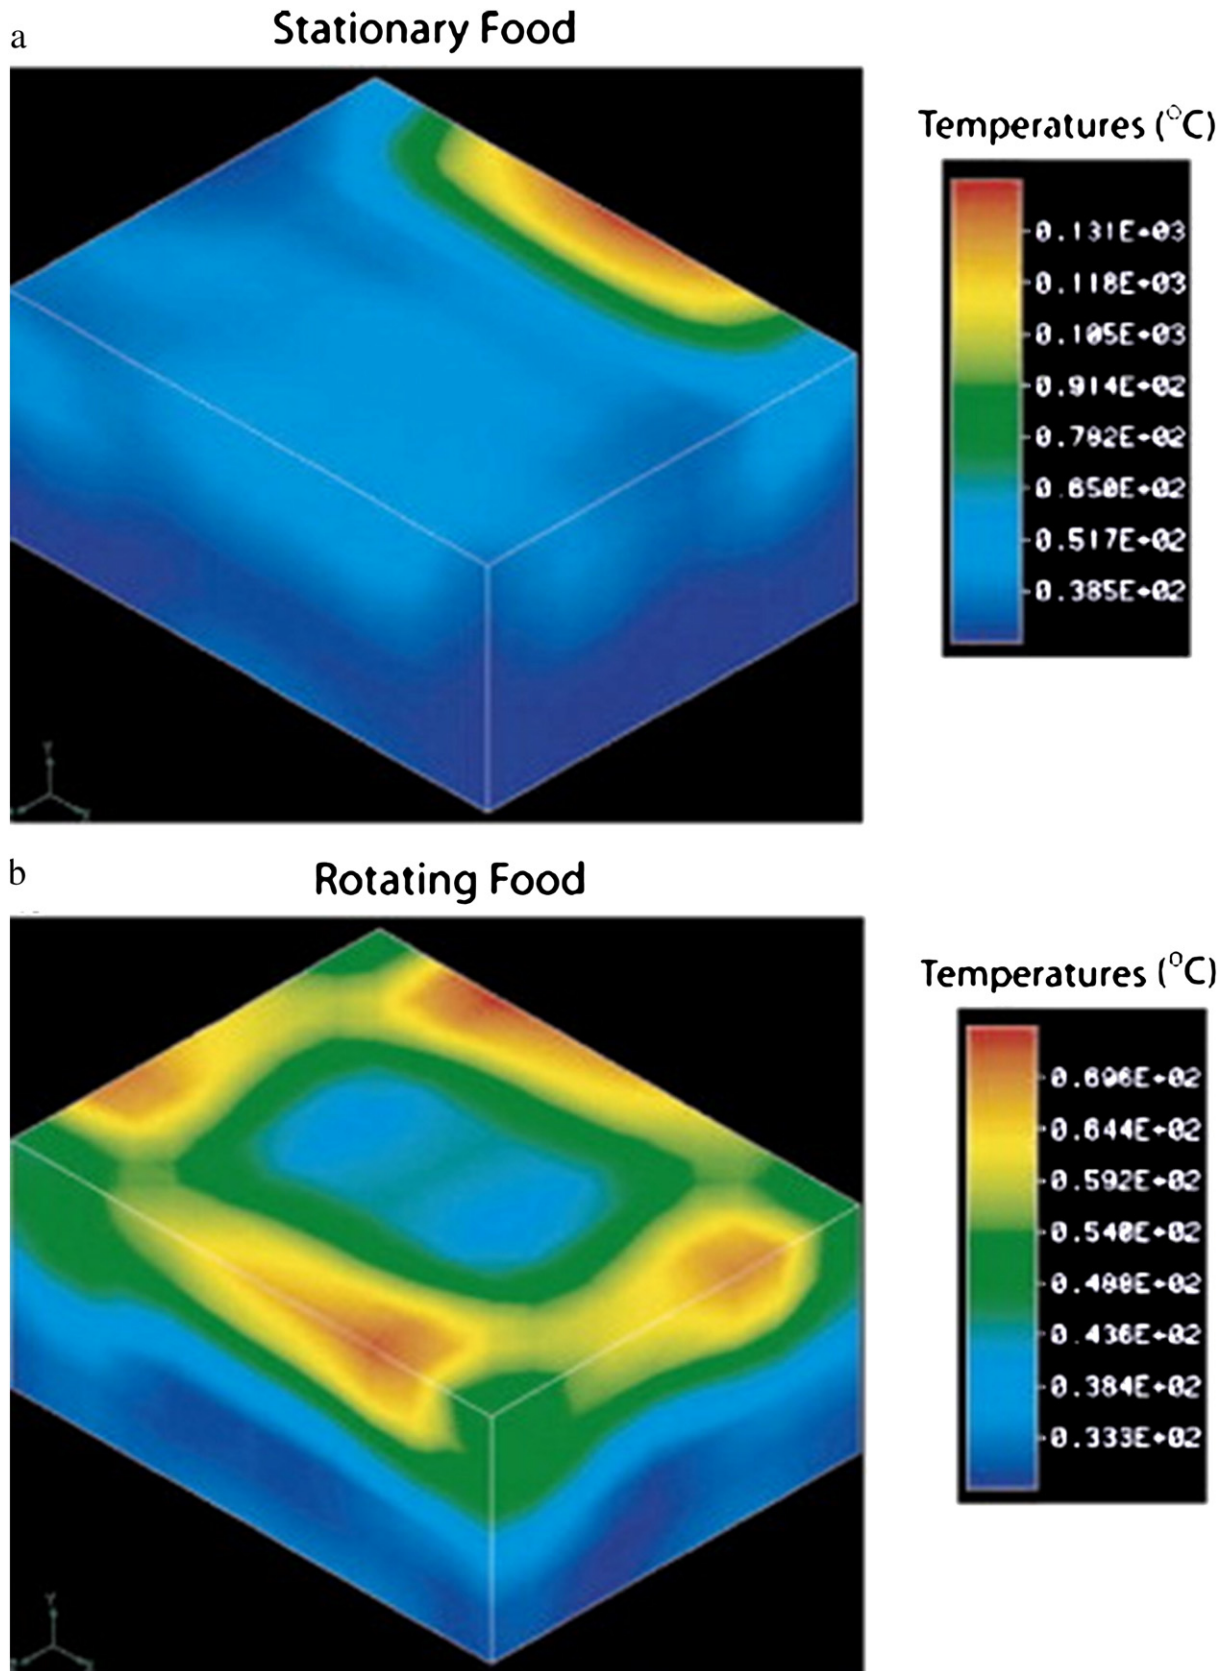 a
Stationary Food
Temperatures (°C)
0.131E+03
0.118E+03
0.105E+03
0.914E+02
0.782E+02
0.650E+02
0.517E+02
0.385E+02
Y
b
Rotating Food
Temperatures (°C)
0.696E+02
0.644E+02
0.592E+02
0.540E+02
0.488E+02
0.436E+02
0.384E+02
0.333E+02
Y